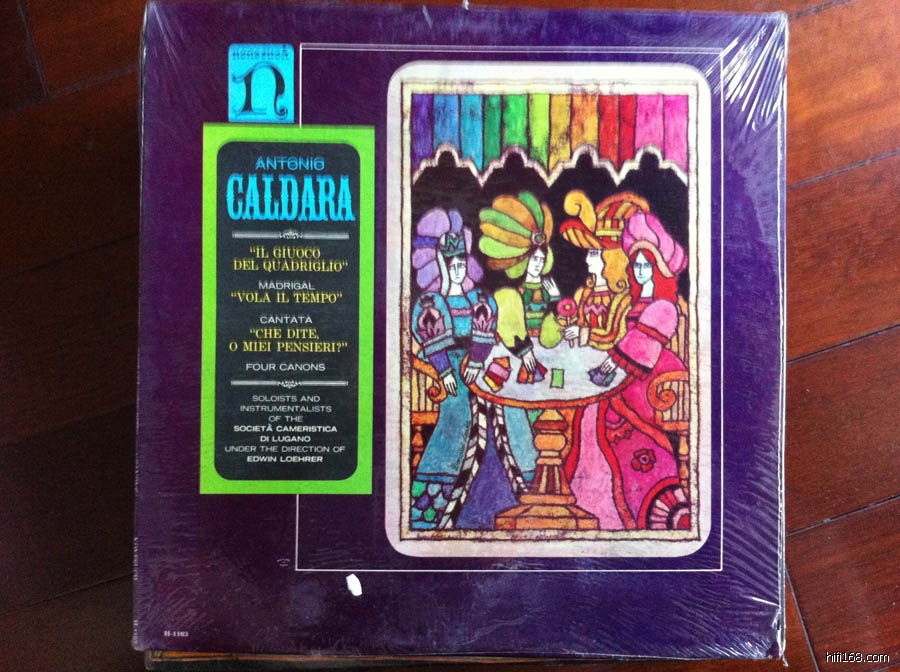 nonesuch
n
ANTONIO
CALDARA
"IL GIUOCO
DEL QUADRIGLIO"
MADRIGAL
"VOLA IL TEMPO"
CANTATA
"CHE DITE,
O MIEI PENSIERI?"
FOUR CANONS
SOLOISTS AND
INSTRUMENTALISTS
OF THE
SOCIETÀ CAMERISTICA
DI LUGANO
UNDER THE DIRECTION OF
EDWIN LOEHRER
hifi168.com